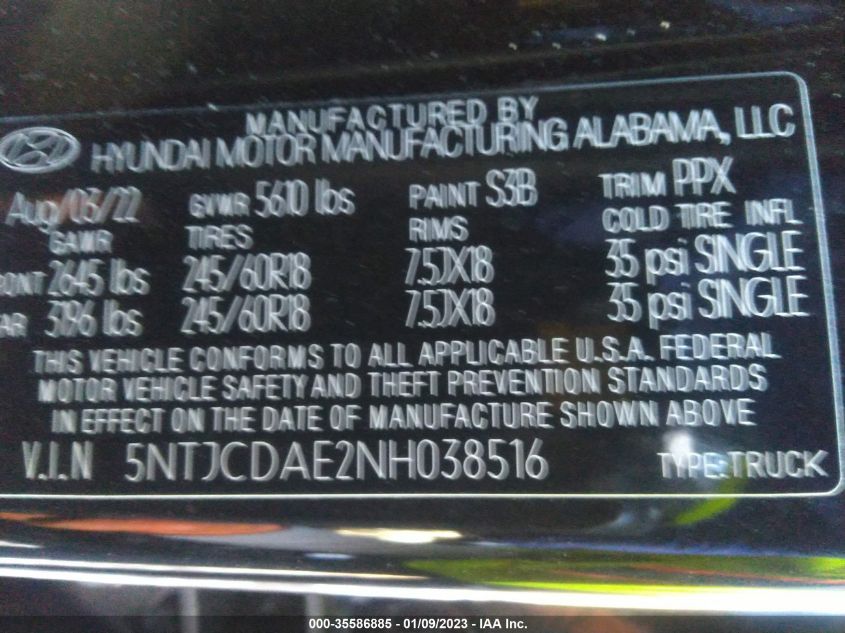 MANUFACTURED BY
HYUNDAI MOTOR MANUFACTURING ALABAMA, LLC
Aug/03/22 GVWR 5610 lbs PAINT S3B TRIM PPX
GAWR TIRES RIMS COLD TIRE INFL
ONT 2645 lbs 245/60R18 7.5JX18 35 psi SINGLE
AR 3196 lbs 245/60R18 7.5JX18 35 psi SINGLE
THIS VEHICLE CONFORMS TO ALL APPLICABLE U.S.A. FEDERAL
MOTOR VEHICLE SAFETY AND THEFT PREVENTION STANDARDS
IN EFFECT ON THE DATE OF MANUFACTURE SHOWN ABOVE
V.I.N 5NTJCDAE2NH038516 TYPE:TRUCK
000-35586885 - 01/09/2023 - IAA Inc.